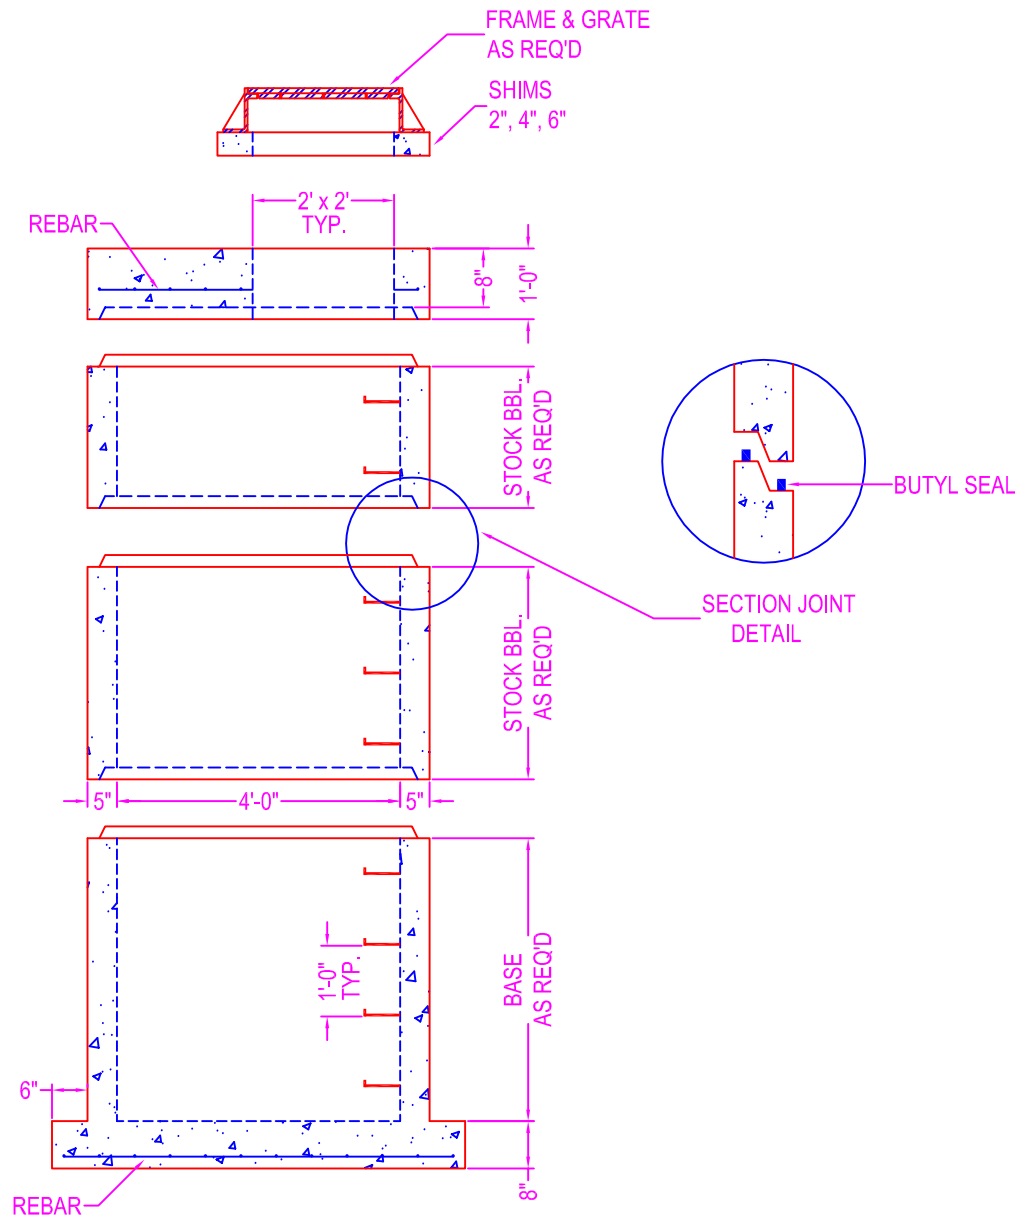 FRAME & GRATE
AS REQ'D
SHIMS
2", 4", 6"
2' x 2'
TYP.
REBAR
8"
1'-0"
STOCK BBL.
AS REQ'D
BUTYL SEAL
SECTION JOINT
DETAIL
STOCK BBL.
AS REQ'D
5"
4'-0"
5"
1'-0"
TYP.
BASE
AS REQ'D
6"
8"
REBAR